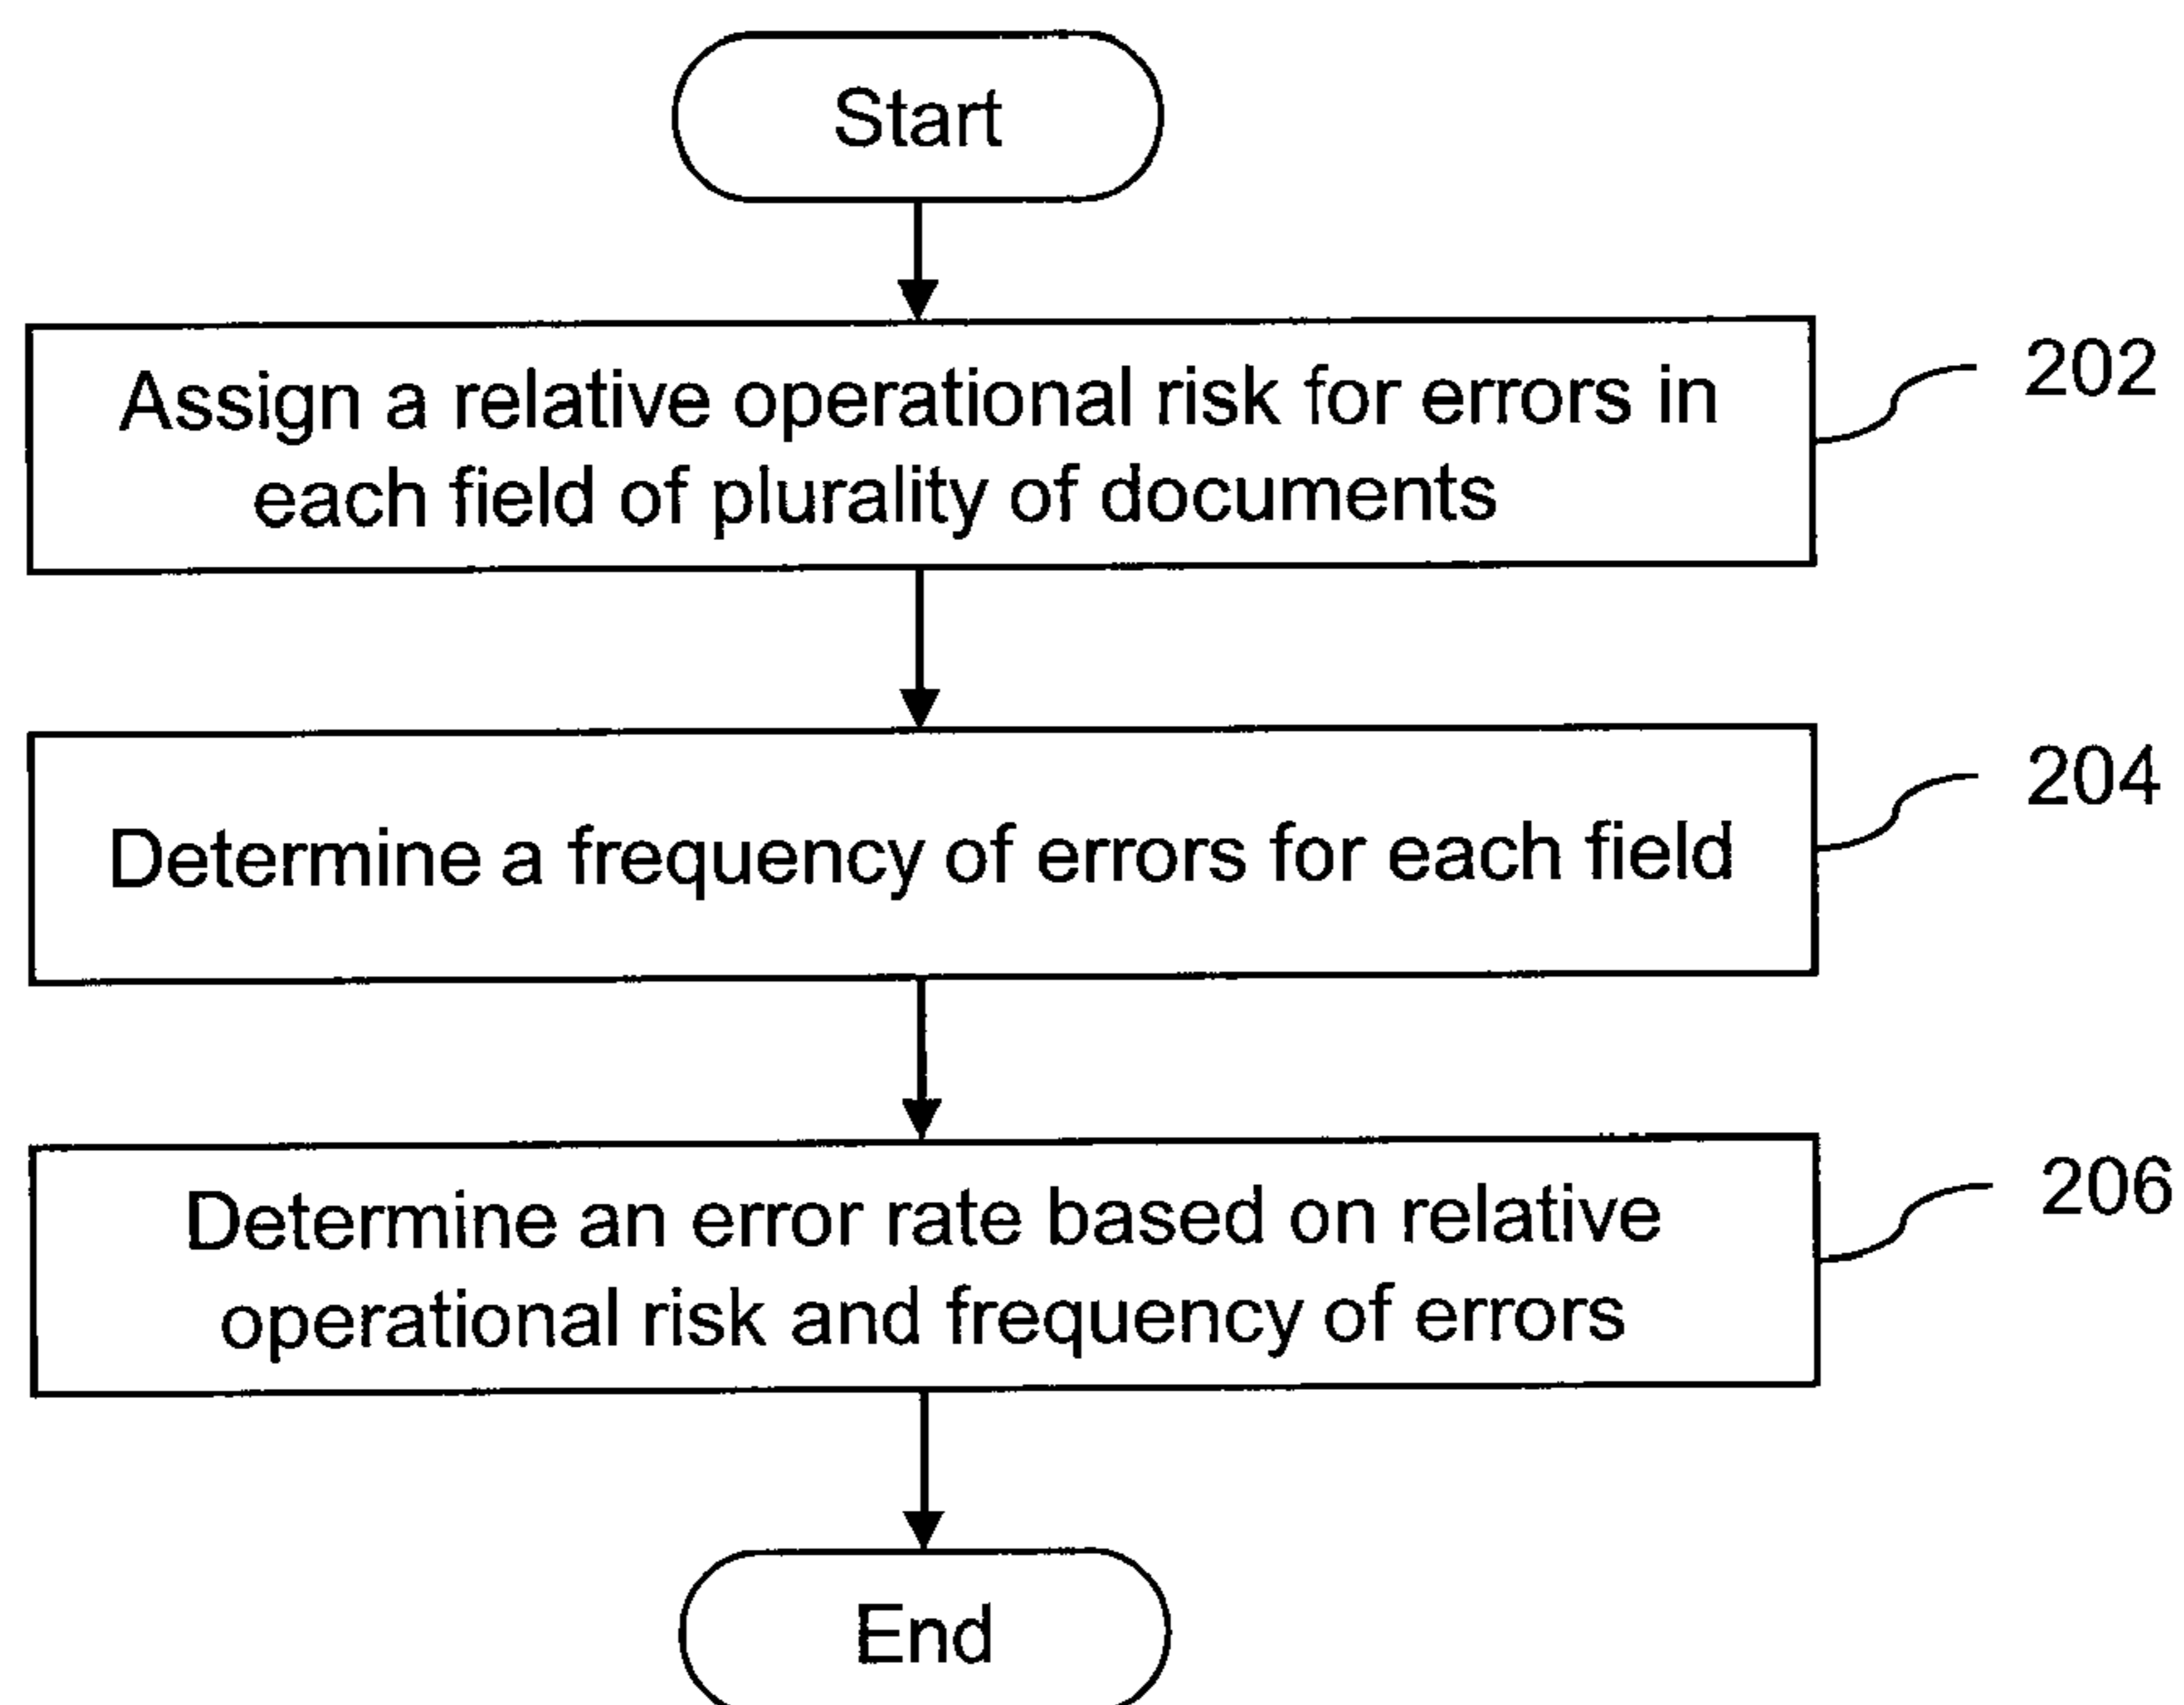 Start
Assign a relative operational risk for errors in
each field of plurality of documents
202
Determine a frequency of errors for each field
204
Determine an error rate based on relative
operational risk and frequency of errors
206
End